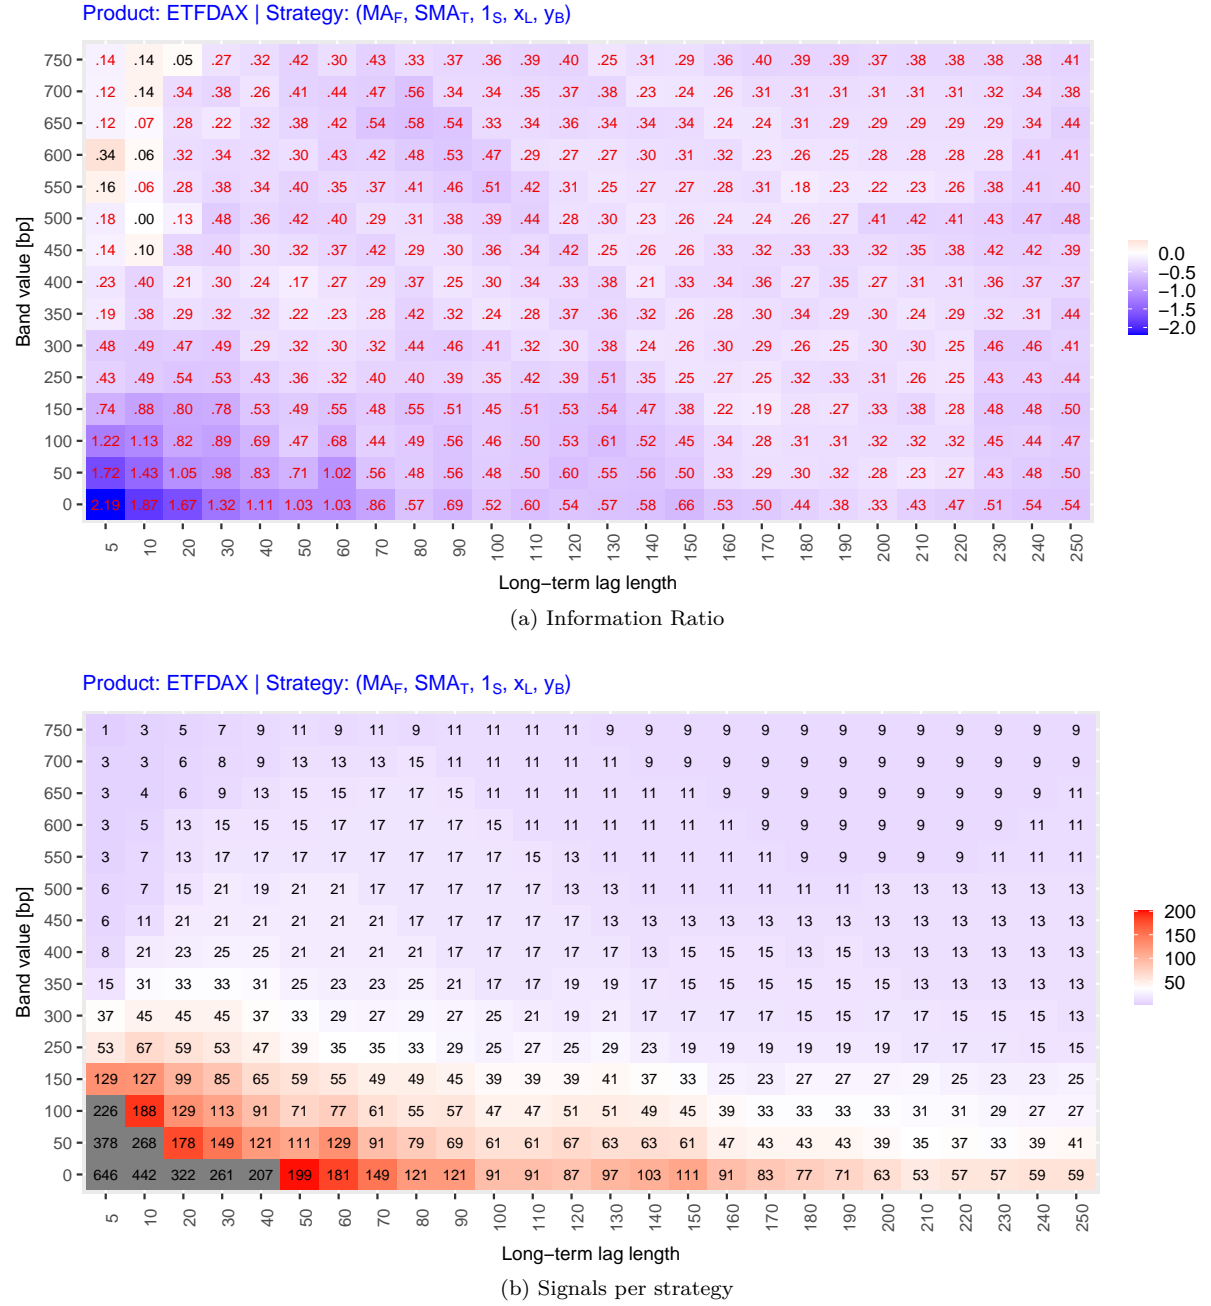 Product: ETFDAX | Strategy: (MAF, SMAT, 1S, xL, yB)
Band value [bp]
750 .14 .14 .05 .27 .32 .42 .30 .43 .33 .37 .36 .39 .40 .25 .31 .29 .36 .40 .39 .39 .37 .38 .38 .38 .38 .41
700 .12 .14 .34 .38 .26 .41 .44 .47 .56 .34 .34 .35 .37 .38 .23 .24 .26 .31 .31 .31 .31 .31 .31 .32 .34 .38
650 .12 .07 .28 .22 .32 .38 .42 .54 .58 .54 .33 .34 .36 .34 .34 .34 .24 .24 .31 .29 .29 .29 .29 .29 .34 .44
600 .34 .06 .32 .34 .32 .30 .43 .42 .48 .53 .47 .29 .27 .27 .30 .31 .32 .23 .26 .25 .28 .28 .28 .28 .41 .41
550 .16 .06 .28 .38 .34 .40 .35 .37 .41 .46 .51 .42 .31 .25 .27 .27 .28 .31 .18 .23 .22 .23 .26 .38 .41 .40
500 .18 .00 .13 .48 .36 .42 .40 .29 .31 .38 .39 .44 .28 .30 .23 .26 .24 .24 .26 .27 .41 .42 .41 .43 .47 .48
450 .14 .10 .38 .40 .30 .32 .37 .42 .29 .30 .36 .34 .42 .25 .26 .26 .33 .32 .33 .33 .32 .35 .38 .42 .42 .39
400 .23 .40 .21 .30 .24 .17 .27 .29 .37 .25 .30 .34 .33 .38 .21 .33 .34 .36 .27 .35 .27 .31 .31 .36 .37 .37
350 .19 .38 .29 .32 .32 .22 .23 .28 .42 .32 .24 .28 .37 .36 .32 .26 .28 .30 .34 .29 .30 .24 .29 .32 .31 .44
300 .48 .49 .47 .49 .29 .32 .30 .32 .44 .46 .41 .32 .30 .38 .24 .26 .30 .29 .26 .25 .30 .30 .25 .46 .46 .41
250 .43 .49 .54 .53 .43 .36 .32 .40 .40 .39 .35 .42 .39 .51 .35 .25 .27 .25 .32 .33 .31 .26 .25 .43 .43 .44
150 .74 .88 .80 .78 .53 .49 .55 .48 .55 .51 .45 .51 .53 .54 .47 .38 .22 .19 .28 .27 .33 .38 .28 .48 .48 .50
100 1.22 1.13 .82 .89 .69 .47 .68 .44 .49 .56 .46 .50 .53 .61 .52 .45 .34 .28 .31 .31 .32 .32 .32 .45 .44 .47
50 1.72 1.43 1.05 .98 .83 .71 1.02 .56 .48 .56 .48 .50 .60 .55 .56 .50 .33 .29 .30 .32 .28 .23 .27 .43 .48 .50
0 2.19 1.87 1.67 1.32 1.11 1.03 1.03 .86 .57 .69 .52 .60 .54 .57 .58 .66 .53 .50 .44 .38 .33 .43 .47 .51 .54 .54
5 10 20 30 40 50 60 70 80 90 100 110 120 130 140 150 160 170 180 190 200 210 220 230 240 250
Long−term lag length
0.0
−0.5
−1.0
−1.5
−2.0
(a) Information Ratio
Product: ETFDAX | Strategy: (MAF, SMAT, 1S, xL, yB)
Band value [bp]
750 1 3 5 7 9 11 9 11 9 11 11 11 11 9 9 9 9 9 9 9 9 9 9 9 9 9
700 3 3 6 8 9 13 13 13 15 11 11 11 11 11 9 9 9 9 9 9 9 9 9 9 9 9
650 3 4 6 9 13 15 15 17 17 15 11 11 11 11 11 11 9 9 9 9 9 9 9 9 9 11
600 3 5 13 15 15 15 17 17 17 17 15 11 11 11 11 11 11 9 9 9 9 9 9 9 11 11
550 3 7 13 17 17 17 17 17 17 17 17 15 13 11 11 11 11 11 9 9 9 9 9 11 11 11
500 6 7 15 21 19 21 21 17 17 17 17 17 13 13 11 11 11 11 11 11 13 13 13 13 13 13
450 6 11 21 21 21 21 21 21 17 17 17 17 17 13 13 13 13 13 13 13 13 13 13 13 13 13
400 8 21 23 25 25 21 21 21 21 17 17 17 17 17 13 15 15 15 13 15 13 13 13 13 13 13
350 15 31 33 33 31 25 23 23 25 21 17 17 19 19 17 15 15 15 15 15 15 13 13 13 13 13
300 37 45 45 45 37 33 29 27 29 27 25 21 19 21 17 17 17 17 15 15 17 17 15 15 15 13
250 53 67 59 53 47 39 35 35 33 29 25 27 25 29 23 19 19 19 19 19 19 17 17 17 15 15
150 129 127 99 85 65 59 55 49 49 45 39 39 39 41 37 33 25 23 27 27 27 29 25 23 23 25
100 226 188 129 113 91 71 77 61 55 57 47 47 51 51 49 45 39 33 33 33 33 31 31 29 27 27
50 378 268 178 149 121 111 129 91 79 69 61 61 67 63 63 61 47 43 43 43 39 35 37 33 39 41
0 646 442 322 261 207 199 181 149 121 121 91 91 87 97 103 111 91 83 77 71 63 53 57 57 59 59
5 10 20 30 40 50 60 70 80 90 100 110 120 130 140 150 160 170 180 190 200 210 220 230 240 250
Long−term lag length
200
150
100
50
(b) Signals per strategy